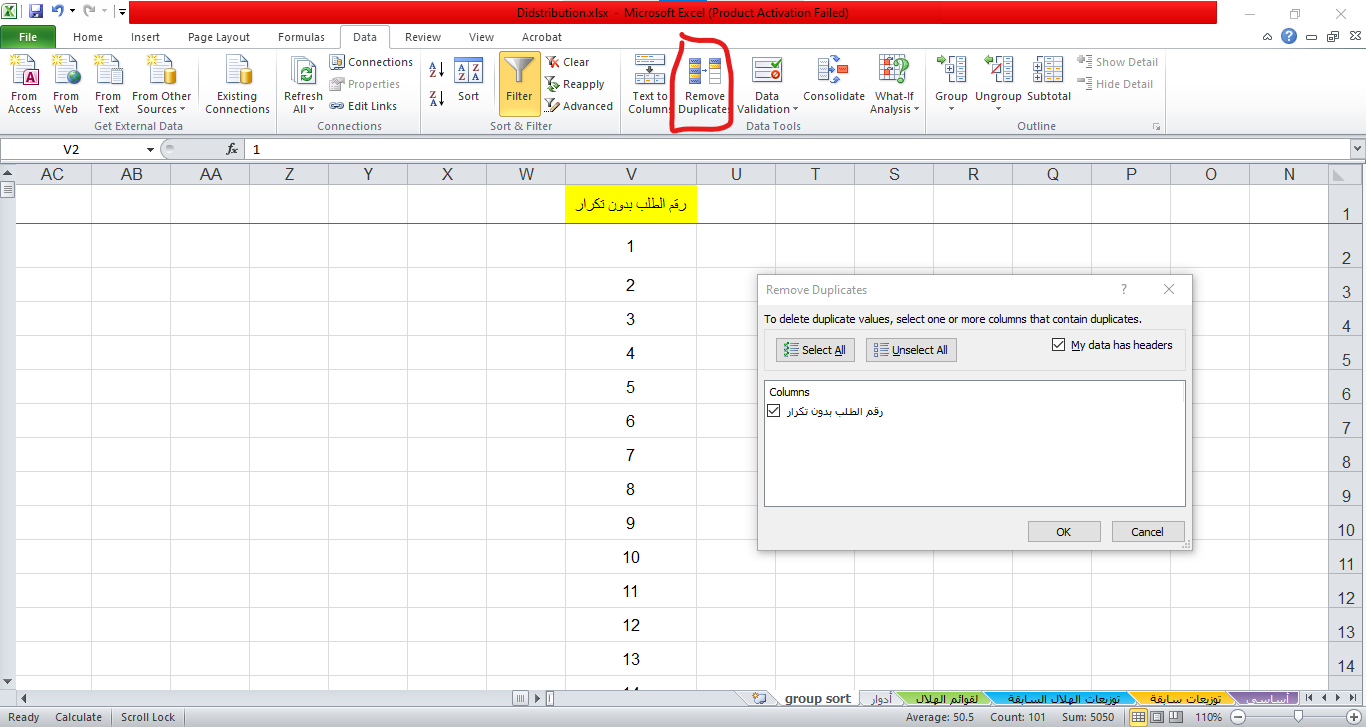 Didstribution.xlsx - Microsoft Excel (Product Activation Failed)
File Home Insert Page Layout Formulas Data Review View Acrobat
From Access
From Web
From Text
From Other Sources
Existing Connections
Get External Data
Refresh All
Connections
Properties
Edit Links
Connections
Sort
Filter
Clear
Reapply
Advanced
Sort & Filter
Text to Columns
Remove Duplicates
Data Validation
Consolidate
What-If Analysis
Data Tools
Group
Ungroup
Subtotal
Show Detail
Hide Detail
Outline
V2 fx 1
AC AB AA Z Y X W V U T S R Q P O N
رقم الطلب بدون تكرار 1
1 2
2 3
3 4
4 5
5 6
6 7
7 8
8 9
9 10
10 11
11 12
12 13
13 14
Remove Duplicates ?
To delete duplicate values, select one or more columns that contain duplicates.
Select All Unselect All My data has headers
Columns
رقم الطلب بدون تكرار
OK Cancel
group sort أدوار لقوائم الهلال توزيعات الهلال السابقة توزيعات سابقة أساسي
Ready Calculate Scroll Lock Average: 50.5 Count: 101 Sum: 5050 110%